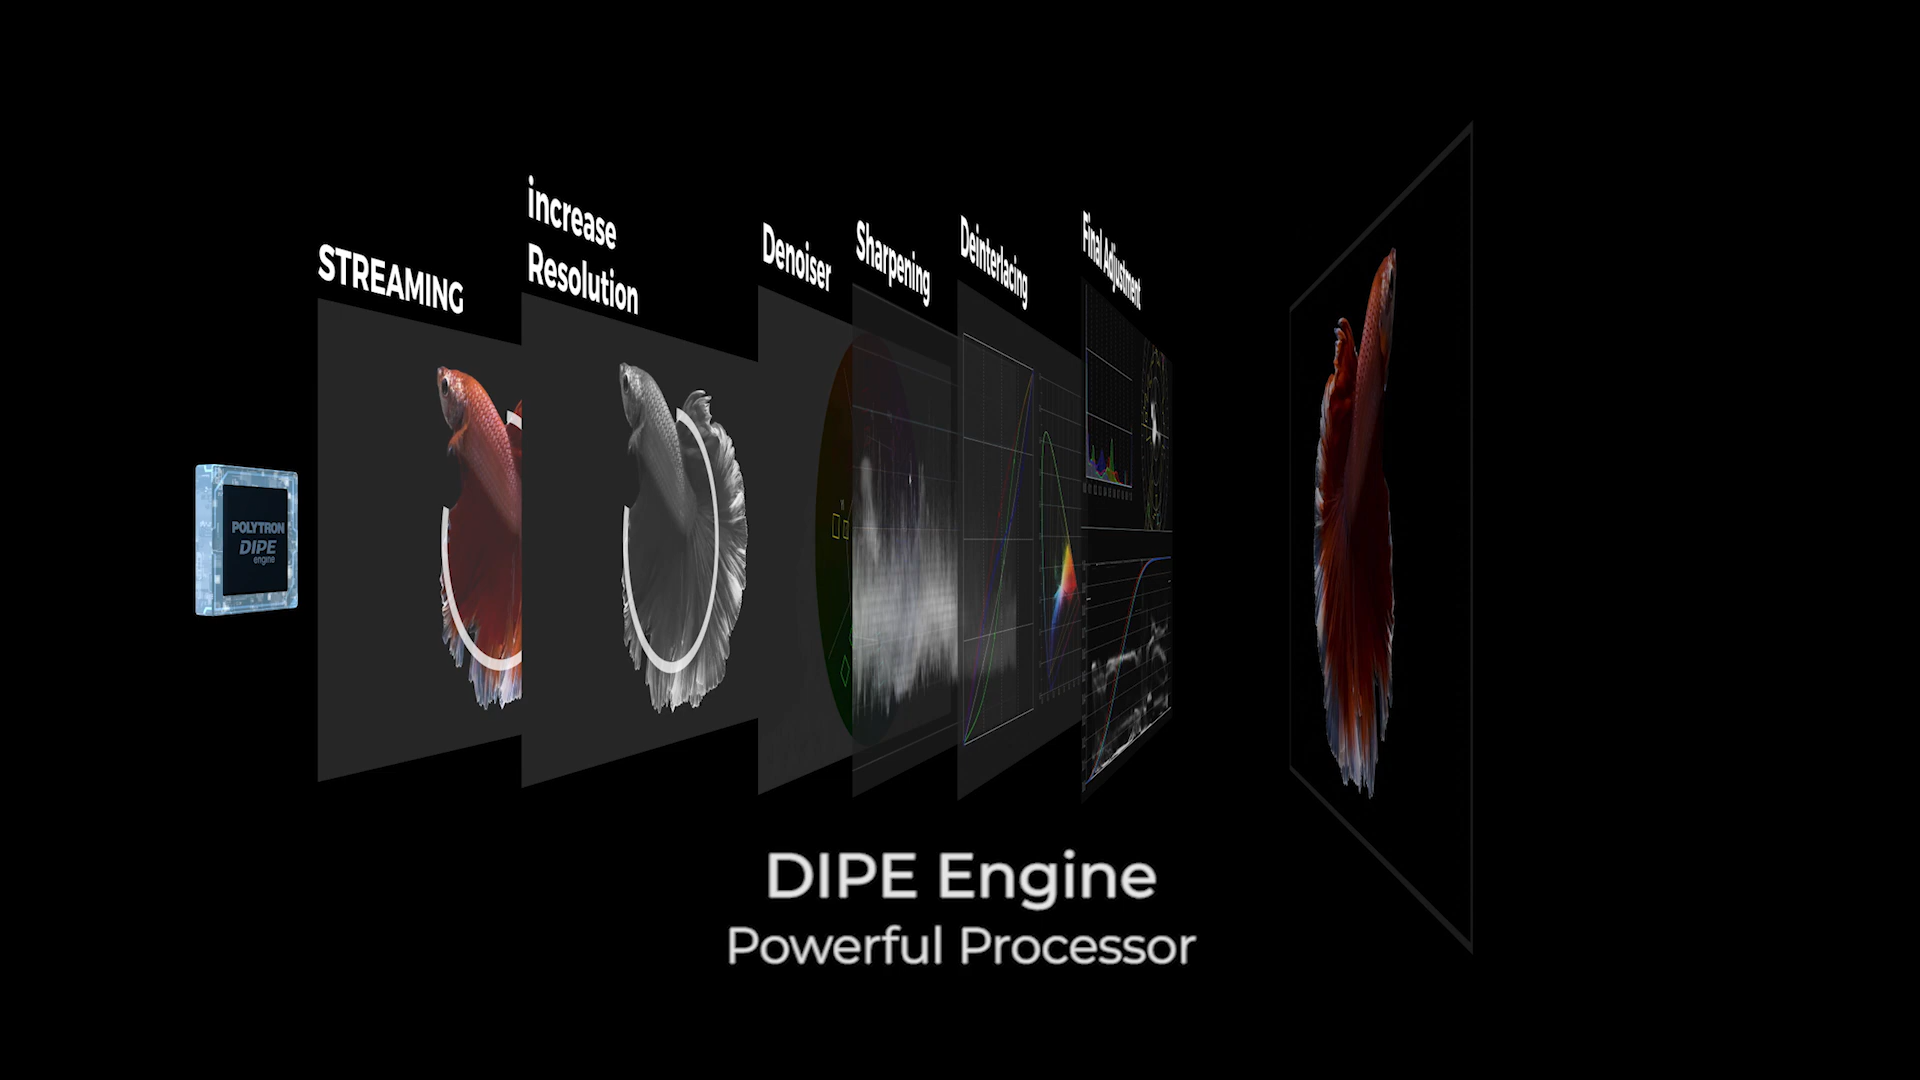 STREAMING
increase
Resolution
Denoiser
Sharpening
Deinterlacing
Final Adjustment
POLYTRON
DIPE
engine
DIPE Engine
Powerful Processor